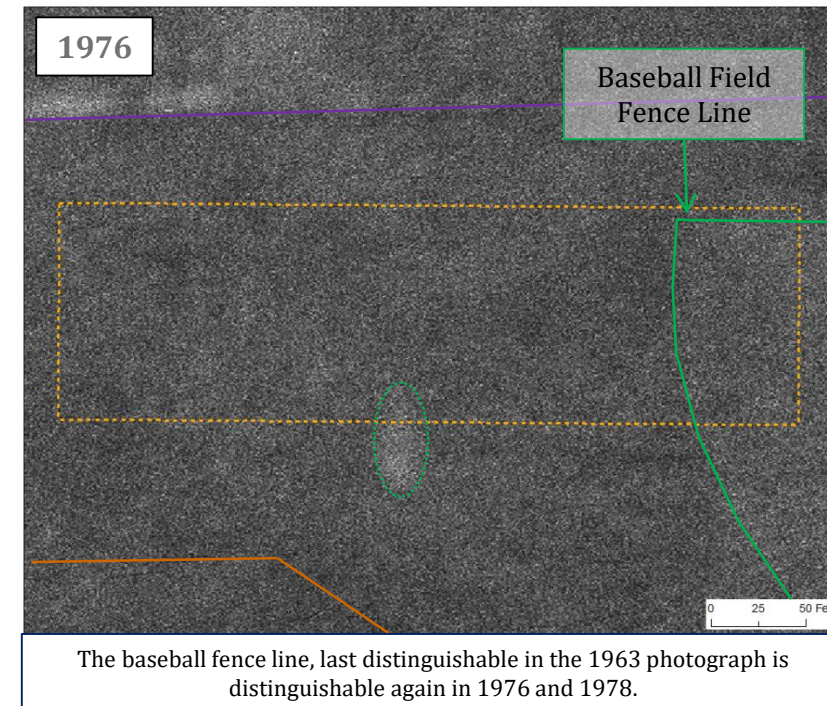 1976
Baseball Field
Fence Line
0 25 50 Fe
The baseball fence line, last distinguishable in the 1963 photograph is
distinguishable again in 1976 and 1978.